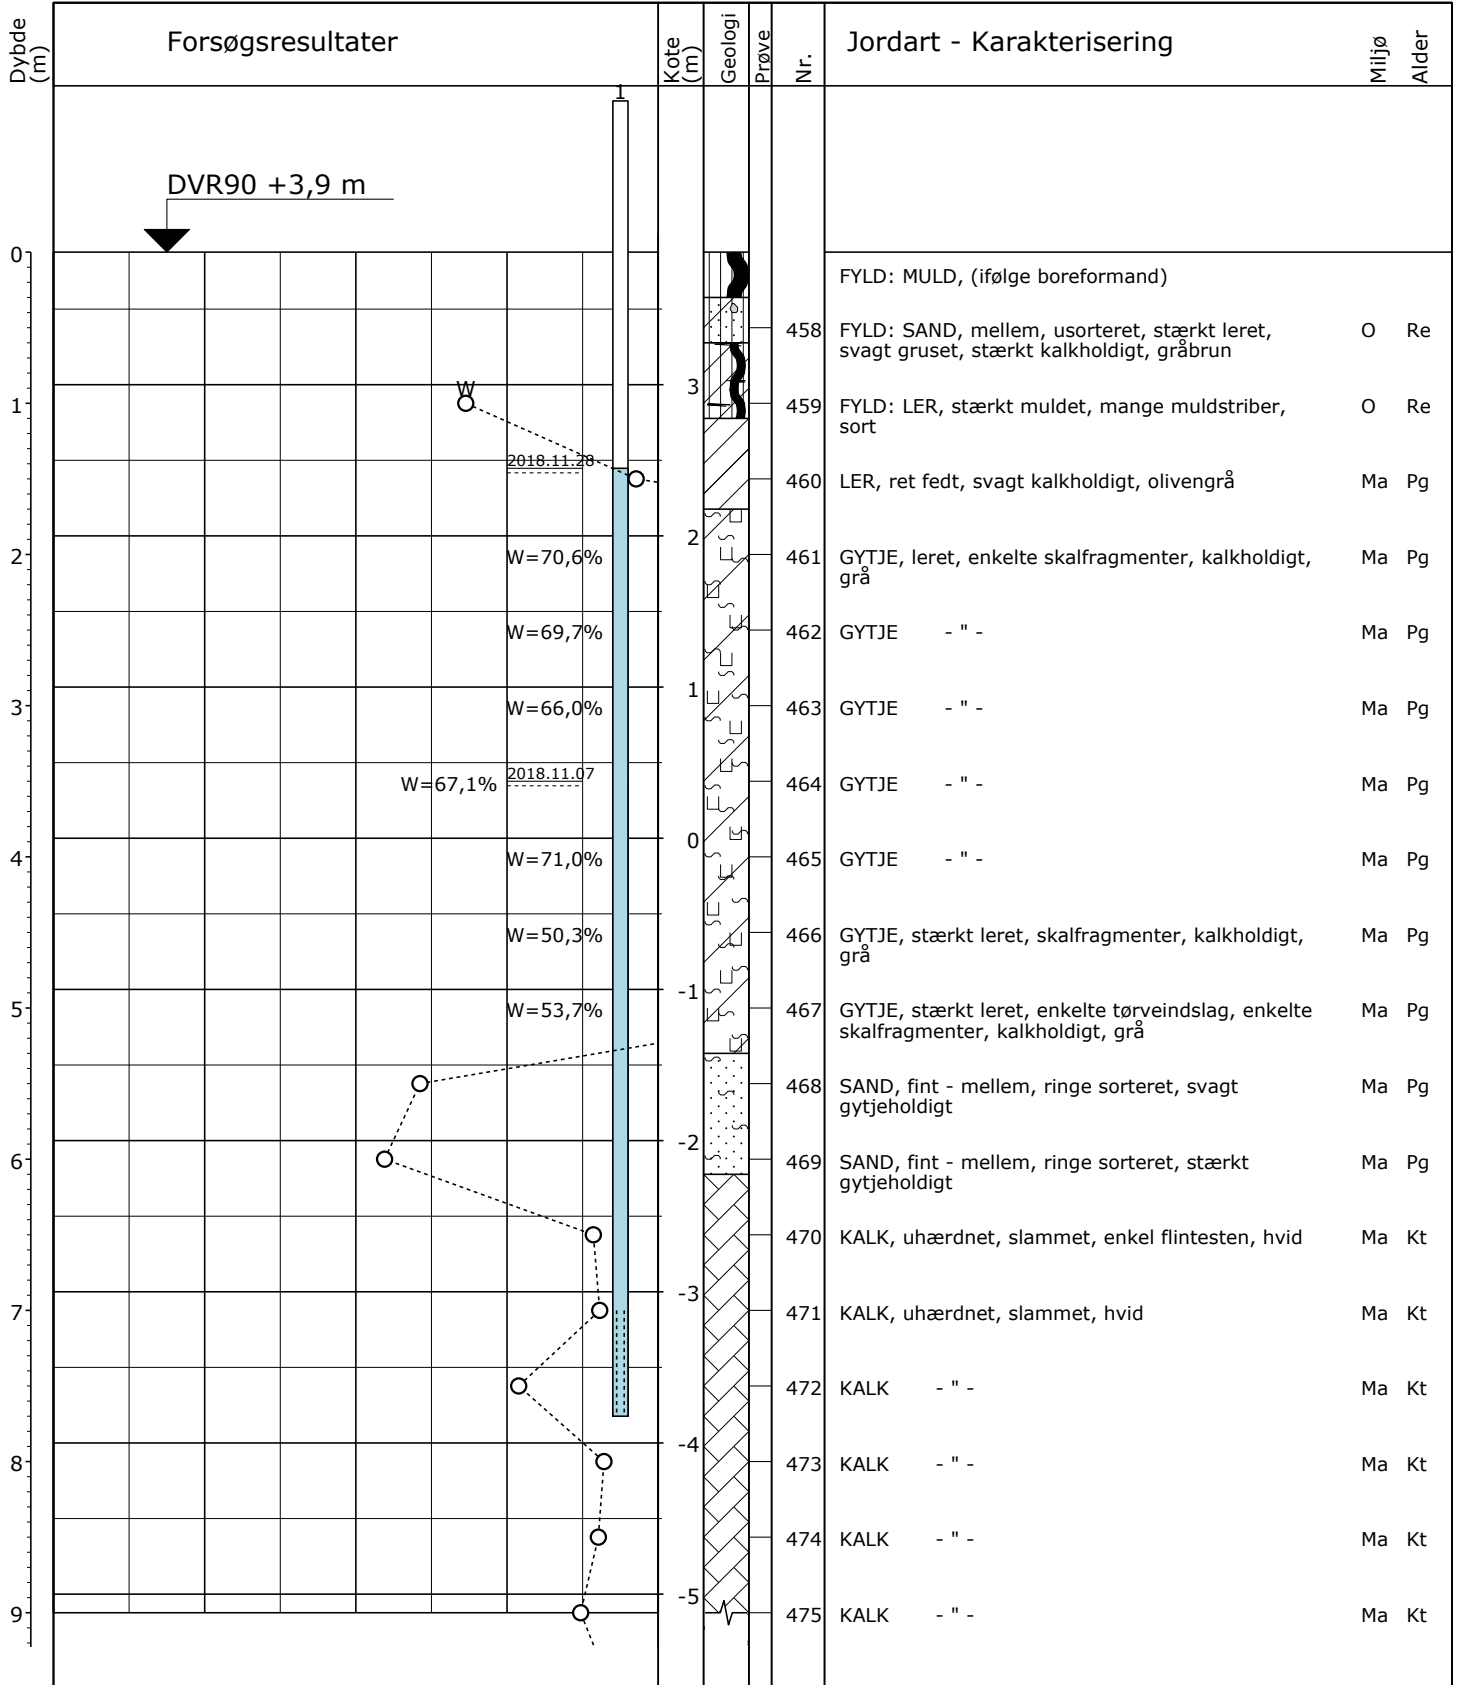 Dybde (m)
Forsøgsresultater
Kote (m)
Geologi
Prøve
Nr.
Jordart - Karakterisering
Miljø
Alder
1
DVR90 +3,9 m
0
FYLD: MULD, (ifølge boreformand)
458 FYLD: SAND, mellem, usorteret, stærkt leret, O Re
svagt gruset, stærkt kalkholdigt, gråbrun
W
3
1
459 FYLD: LER, stærkt muldet, mange muldstriber, O Re
sort
2018.11.28
460 LER, ret fedt, svagt kalkholdigt, olivengrå Ma Pg
2
2 W=70,6% 461 GYTJE, leret, enkelte skalfragmenter, kalkholdigt, Ma Pg
grå
W=69,7% 462 GYTJE - " - Ma Pg
1
3 W=66,0% 463 GYTJE - " - Ma Pg
2018.11.07
W=67,1% 464 GYTJE - " - Ma Pg
0
4 W=71,0% 465 GYTJE - " - Ma Pg
W=50,3% 466 GYTJE, stærkt leret, skalfragmenter, kalkholdigt, Ma Pg
grå
-1
5 W=53,7% 467 GYTJE, stærkt leret, enkelte tørveindslag, enkelte Ma Pg
skalfragmenter, kalkholdigt, grå
468 SAND, fint - mellem, ringe sorteret, svagt Ma Pg
gytjeholdigt
-2
6 469 SAND, fint - mellem, ringe sorteret, stærkt Ma Pg
gytjeholdigt
470 KALK, uhærdnet, slammet, enkel flintesten, hvid Ma Kt
-3
7 471 KALK, uhærdnet, slammet, hvid Ma Kt
472 KALK - " - Ma Kt
-4
8 473 KALK - " - Ma Kt
474 KALK - " - Ma Kt
-5
9 475 KALK - " - Ma Kt